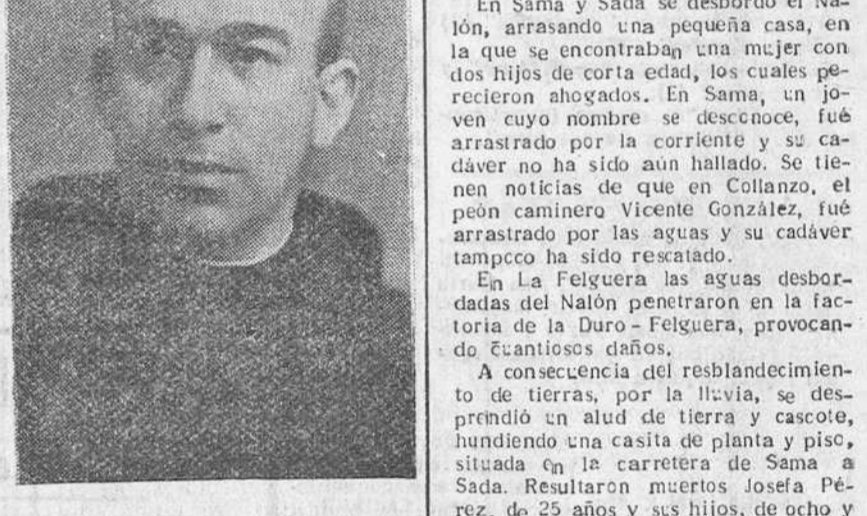 En Sama y Sada se desbordó el Na-
lón, arrasando una pequeña casa, en
la que se encontraban una mujer con
dos hijos de corta edad, los cuales pe-
recieron ahogados. En Sama, un jo-
ven cuyo nombre se desconoce, fué
arrastrado por la corriente y su ca-
dáver no ha sido aún hallado. Se tie-
nen noticias de que en Collanzo, el
peón caminero Vicente González, fué
arrastrado por las aguas y su cadáver
tampcco ha sido rescatado.
En La Felguera las aguas desbor-
dadas del Nalón penetraron en la fac-
toria de la Duro - Felguera, provocan-
do cuantiosos daños.
A consecuencia del resblandecimien-
to de tierras, por la lluvia, se des-
prendió un alud de tierra y cascote,
hundiendo una casita de planta y piso,
situada en la carretera de Sama a
Sada. Resultaron muertos Josefa Pé-
rez, de 25 años y sus hijos, de ocho y